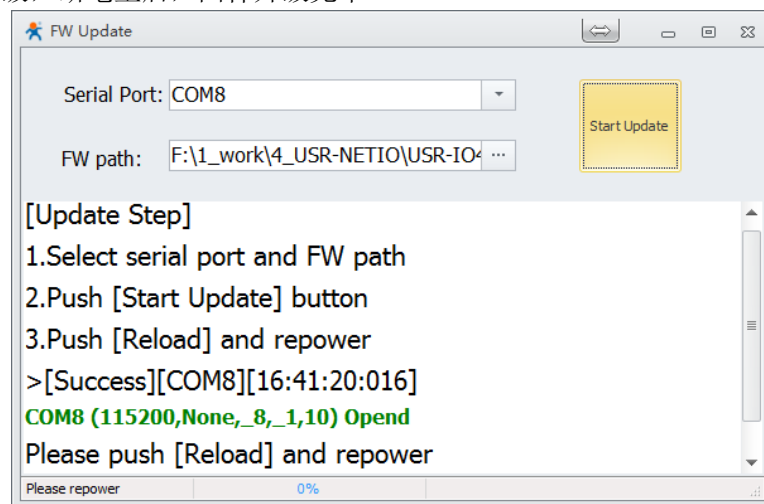 FW Update
Serial Port: COM8
Start Update
FW path: F:\1_work\4_USR-NETIO\USR-IO4 ...
[Update Step]
1.Select serial port and FW path
2.Push [Start Update] button
3.Push [Reload] and repower
>[Success][COM8][16:41:20:016]
COM8 (115200,None,_8,_1,10) Opend
Please push [Reload] and repower
Please repower 0%